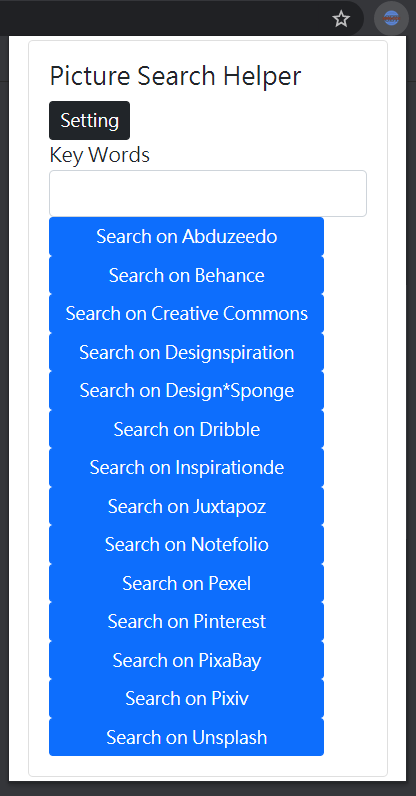 Picture Search Helper
Setting
Key Words
Search on Abduzeedo
Search on Behance
Search on Creative Commons
Search on Designspiration
Search on Design*Sponge
Search on Dribble
Search on Inspirationde
Search on Juxtapoz
Search on Notefolio
Search on Pexel
Search on Pinterest
Search on PixaBay
Search on Pixiv
Search on Unsplash